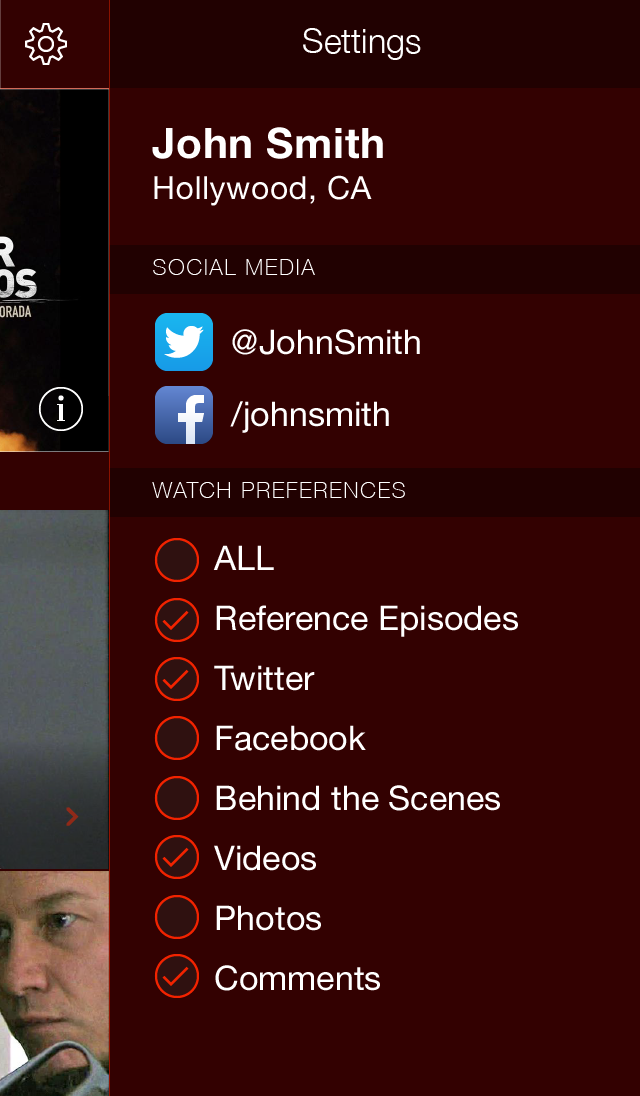 Settings
John Smith
Hollywood, CA
SOCIAL MEDIA
@JohnSmith
/johnsmith
WATCH PREFERENCES
ALL
Reference Episodes
Twitter
Facebook
Behind the Scenes
Videos
Photos
Comments